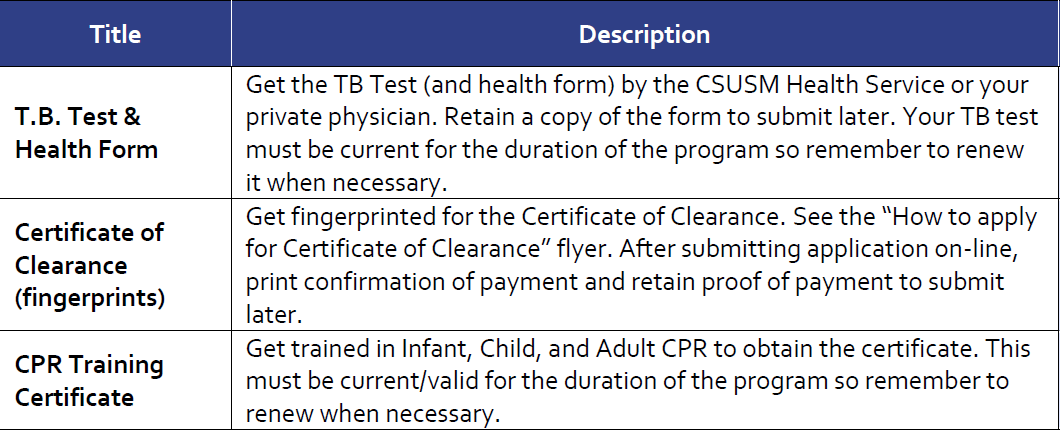 Title
Description
T.B. Test &
Health Form
Get the TB Test (and health form) by the CSUSM Health Service or your
private physician. Retain a copy of the form to submit later. Your TB test
must be current for the duration of the program so remember to renew
it when necessary.
Certificate of
Clearance
(fingerprints)
Get fingerprinted for the Certificate of Clearance. See the “How to apply
for Certificate of Clearance” flyer. After submitting application on-line,
print confirmation of payment and retain proof of payment to submit
later.
CPR Training
Certificate
Get trained in Infant, Child, and Adult CPR to obtain the certificate. This
must be current/valid for the duration of the program so remember to
renew when necessary.